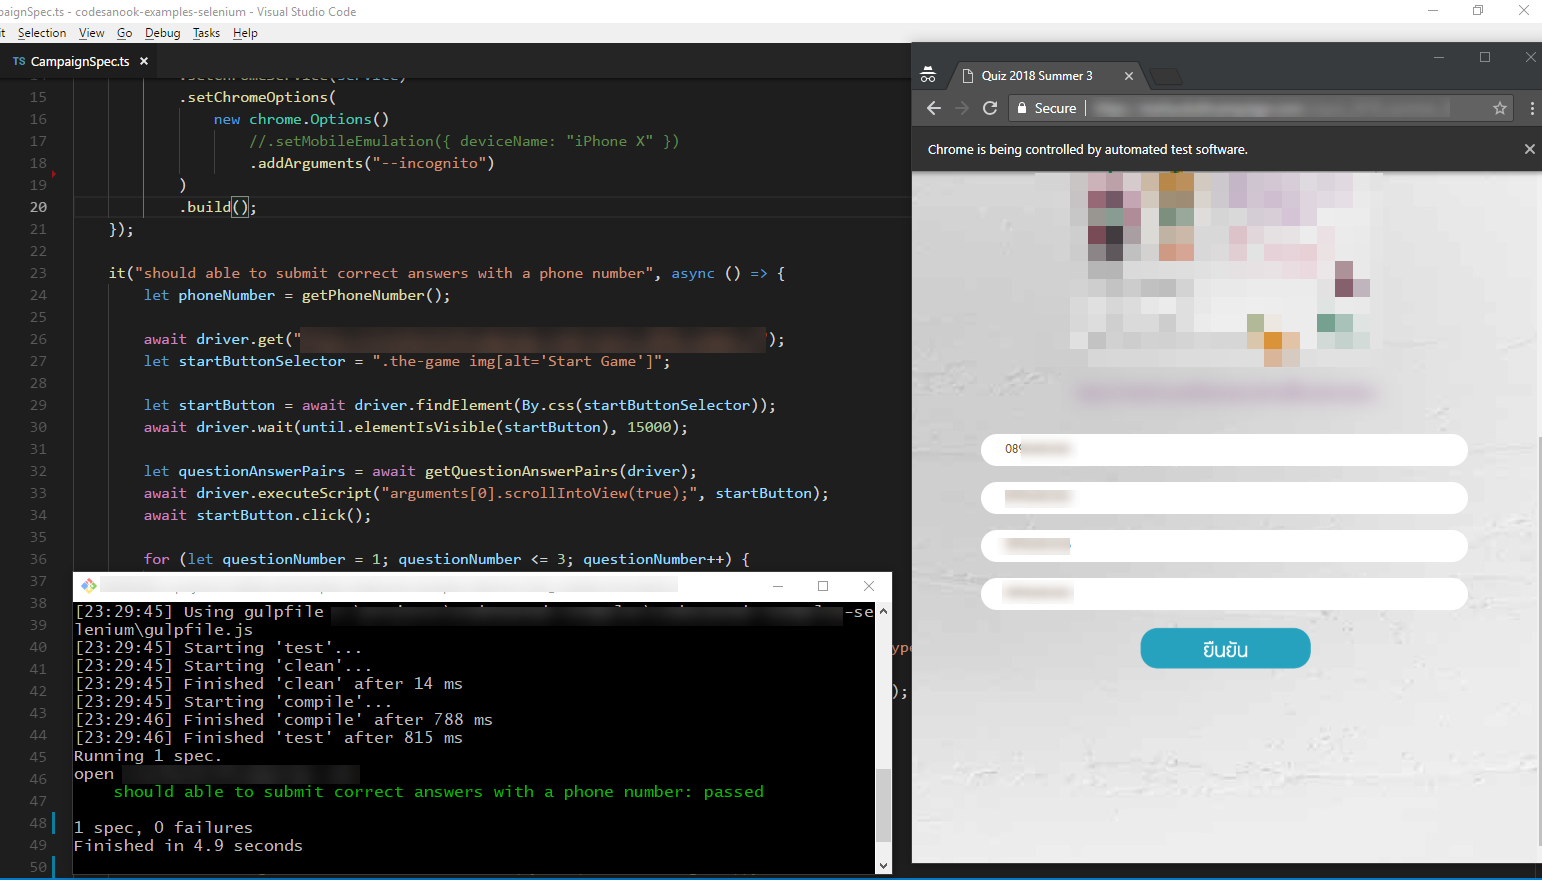 paignSpec.ts - codesanook-examples-selenium - Visual Studio Code
it Selection View Go Debug Tasks Help
TS CampaignSpec.ts ×
15 .setChromeOptions(
16 new chrome.Options()
17 //.setMobileEmulation({ deviceName: "iPhone X" })
18 .addArguments("--incognito")
19 )
20 .build();
21 });
22
23 it("should able to submit correct answers with a phone number", async () => {
24 let phoneNumber = getPhoneNumber();
25
26 await driver.get(" ");
27 let startButtonSelector = ".the-game img[alt='Start Game']";
28
29 let startButton = await driver.findElement(By.css(startButtonSelector));
30 await driver.wait(until.elementIsVisible(startButton), 15000);
31
32 let questionAnswerPairs = await getQuestionAnswerPairs(driver);
33 await driver.executeScript("arguments[0].scrollIntoView(true);", startButton);
34 await startButton.click();
35
36 for (let questionNumber = 1; questionNumber <= 3; questionNumber++) {
37
38
39
40 ype
41
42 );
43
44
45
46
47
48
49
50
[23:29:45] Using gulpfile -se
lenium\gulpfile.js
[23:29:45] Starting 'test'...
[23:29:45] Starting 'clean'...
[23:29:45] Finished 'clean' after 14 ms
[23:29:45] Starting 'compile'...
[23:29:46] Finished 'compile' after 788 ms
[23:29:46] Finished 'test' after 815 ms
Running 1 spec.
open
should able to submit correct answers with a phone number: passed
1 spec, 0 failures
Finished in 4.9 seconds
Quiz 2018 Summer 3
Secure
Chrome is being controlled by automated test software.
089
ยืนยัน